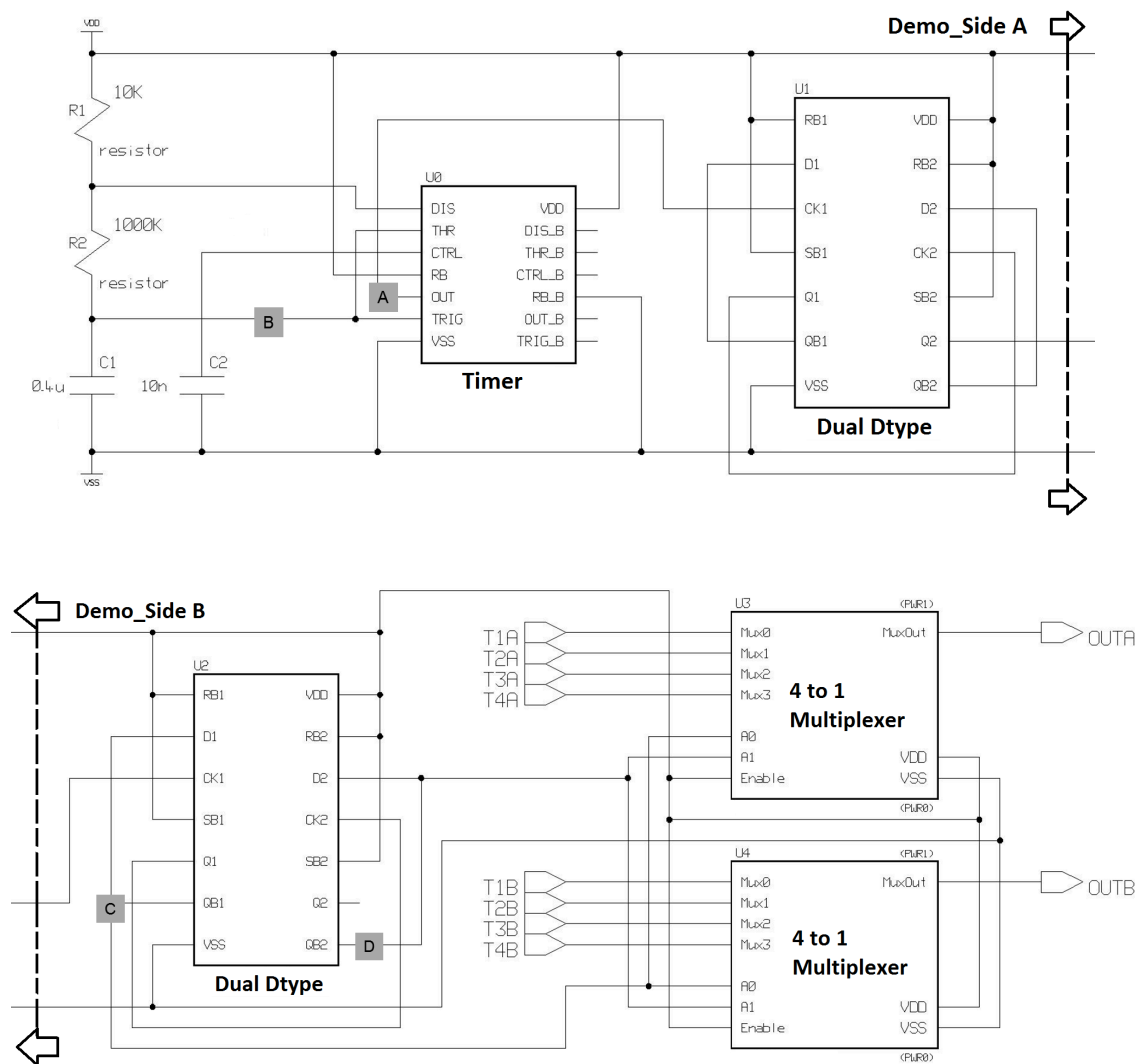 VDD
Demo_Side A
R1
10K
resistor
R2
1000K
resistor
C1
0.4u
C2
10n
VSS
A
B
U0
DIS
THR
CTRL
RB
OUT
TRIG
VSS
VDD
DIS_B
THR_B
CTRL_B
RB_B
OUT_B
TRIG_B
Timer
U1
RB1
D1
CK1
SB1
Q1
QB1
VSS
VDD
RB2
D2
CK2
SB2
Q2
QB2
Dual Dtype
Demo_Side B
U2
RB1
D1
CK1
SB1
Q1
QB1
VSS
VDD
RB2
D2
CK2
SB2
Q2
QB2
C
D
Dual Dtype
T1A
T2A
T3A
T4A
U3
(PWR1)
Mux0
Mux1
Mux2
Mux3
A0
A1
Enable
MuxOut
VDD
VSS
4 to 1
Multiplexer
(PWR0)
OUTA
T1B
T2B
T3B
T4B
U4
(PWR1)
Mux0
Mux1
Mux2
Mux3
A0
A1
Enable
MuxOut
VDD
VSS
4 to 1
Multiplexer
(PWR0)
OUTB